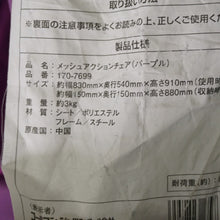 取り扱い方法
※裏面の注意事項をよくお読みの上、正しくご使用くだ
製品仕様
品名：メッシュアクションチェア（パープル）
品番：170-7699
サイズ：約幅830mm×奥行540mm×高さ910mm（使用時
約幅150mm×奥行150mm×高さ880mm（収納時
重量：約3kg
材質：シート／ポリエステル
フレーム／スチール
原産国：中国
耐荷重、約